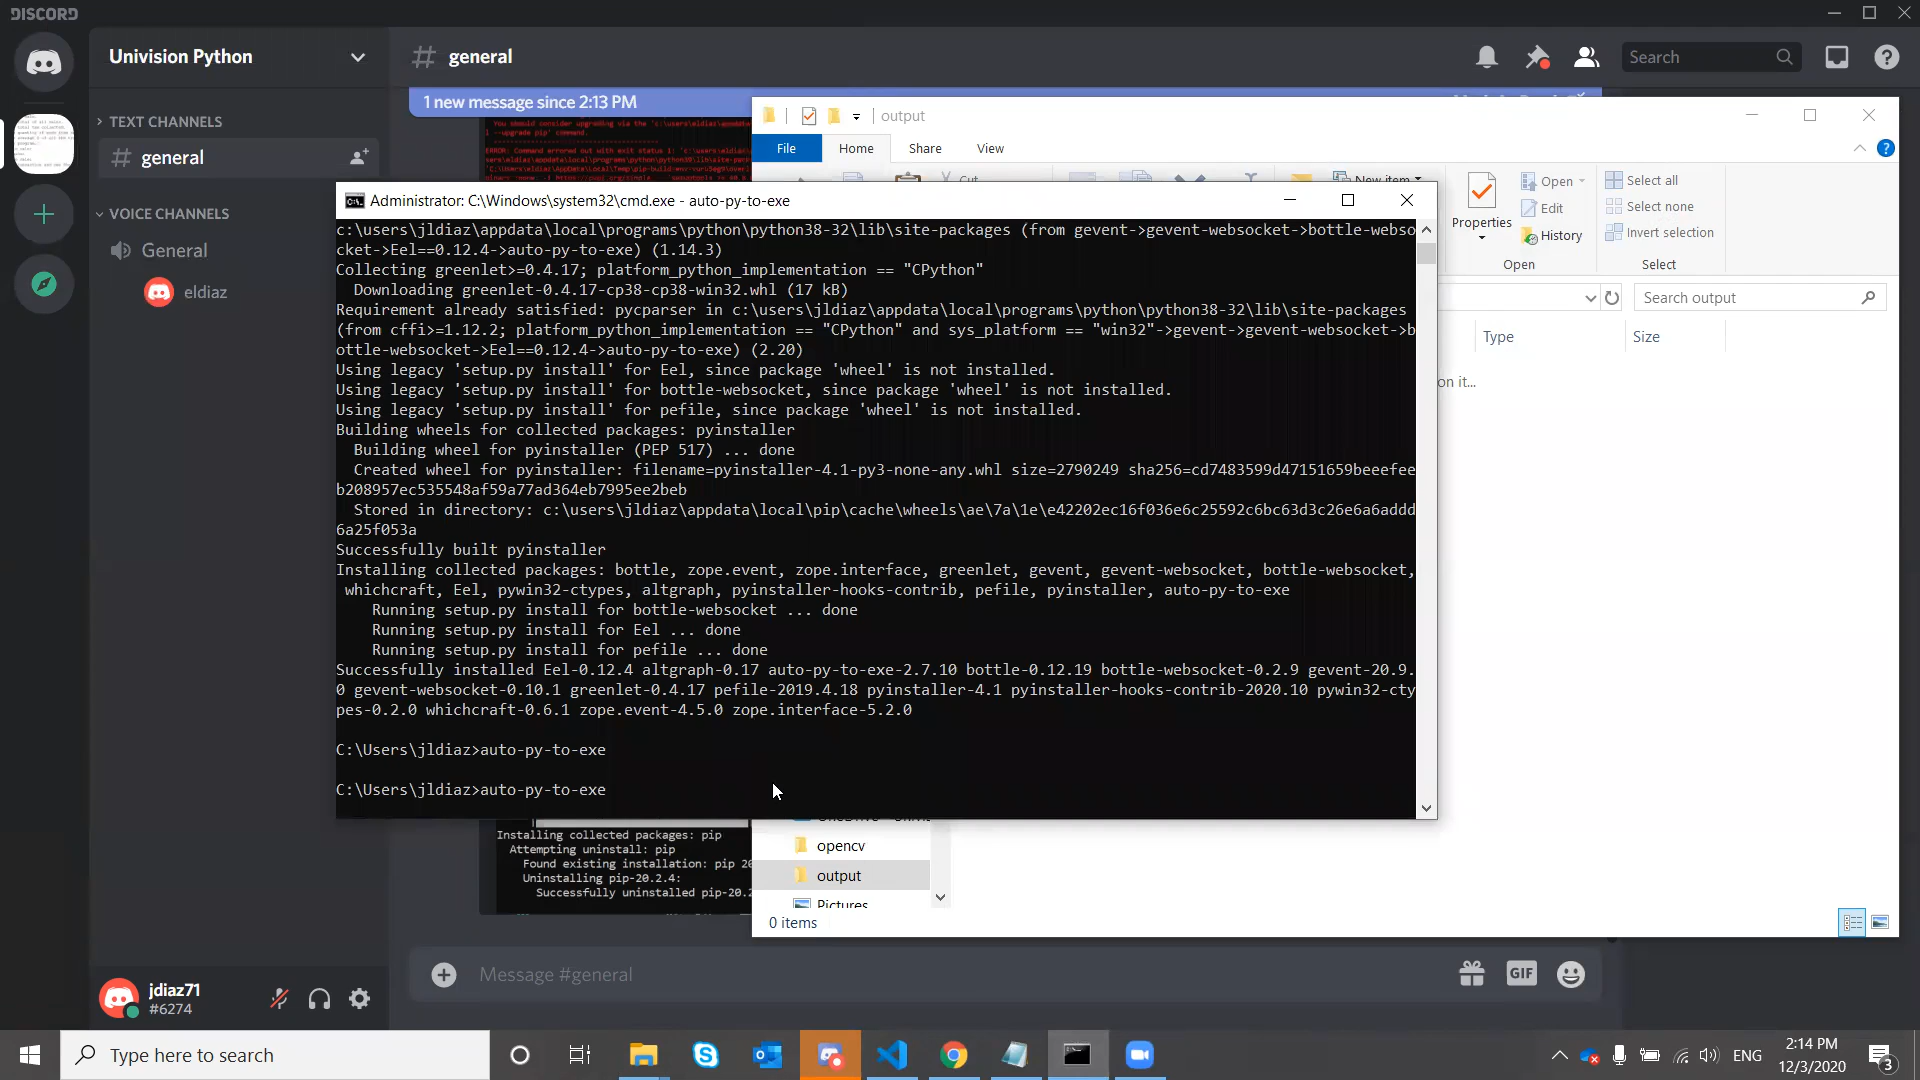 DISCORD
Univision Python
general
Search
1 new message since 2:13 PM
TEXT CHANNELS
general
VOICE CHANNELS
General
eldiaz
output
File
Home
Share
View
Cut
New item
Properties
Open
Edit
History
Open
Select all
Select none
Invert selection
Select
Search output
Type
Size
on it...
Administrator: C:\Windows\system32\cmd.exe - auto-py-to-exe
c:\users\jldiaz\appdata\local\programs\python\python38-32\lib\site-packages (from gevent->gevent-websocket->bottle-webso
cket->Eel==0.12.4->auto-py-to-exe) (1.14.3)
Collecting greenlet>=0.4.17; platform_python_implementation == "CPython"
Downloading greenlet-0.4.17-cp38-cp38-win32.whl (17 kB)
Requirement already satisfied: pycparser in c:\users\jldiaz\appdata\local\programs\python\python38-32\lib\site-packages
(from cffi>=1.12.2; platform_python_implementation == "CPython" and sys_platform == "win32"->gevent->gevent-websocket->b
ottle-websocket->Eel==0.12.4->auto-py-to-exe) (2.20)
Using legacy 'setup.py install' for Eel, since package 'wheel' is not installed.
Using legacy 'setup.py install' for bottle-websocket, since package 'wheel' is not installed.
Using legacy 'setup.py install' for pefile, since package 'wheel' is not installed.
Building wheels for collected packages: pyinstaller
Building wheel for pyinstaller (PEP 517) ... done
Created wheel for pyinstaller: filename=pyinstaller-4.1-py3-none-any.whl size=2790249 sha256=cd7483599d47151659beeefee
b208957ec535548af59a77ad364eb7995ee2beb
Stored in directory: c:\users\jldiaz\appdata\local\pip\cache\wheels\ae\7a\1e\e42202ec16f036e6c25592c6bc63d3c26e6a6addd
6a25f053a
Successfully built pyinstaller
Installing collected packages: bottle, zope.event, zope.interface, greenlet, gevent, gevent-websocket, bottle-websocket,
whichcraft, Eel, pywin32-ctypes, altgraph, pyinstaller-hooks-contrib, pefile, pyinstaller, auto-py-to-exe
Running setup.py install for bottle-websocket ... done
Running setup.py install for Eel ... done
Running setup.py install for pefile ... done
Successfully installed Eel-0.12.4 altgraph-0.17 auto-py-to-exe-2.7.10 bottle-0.12.19 bottle-websocket-0.2.9 gevent-20.9.
0 gevent-websocket-0.10.1 greenlet-0.4.17 pefile-2019.4.18 pyinstaller-4.1 pyinstaller-hooks-contrib-2020.10 pywin32-cty
pes-0.2.0 whichcraft-0.6.1 zope.event-4.5.0 zope.interface-5.2.0
C:\Users\jldiaz>auto-py-to-exe
C:\Users\jldiaz>auto-py-to-exe
Installing collected packages: pip
Attempting uninstall: pip
Found existing installation: pip 20
Uninstalling pip-20.2.4:
Successfully uninstalled pip-20.2
opencv
output
Pictures
0 items
Message #general
GIF
jdiaz71
#6274
Type here to search
ENG
2:14 PM
12/3/2020
3